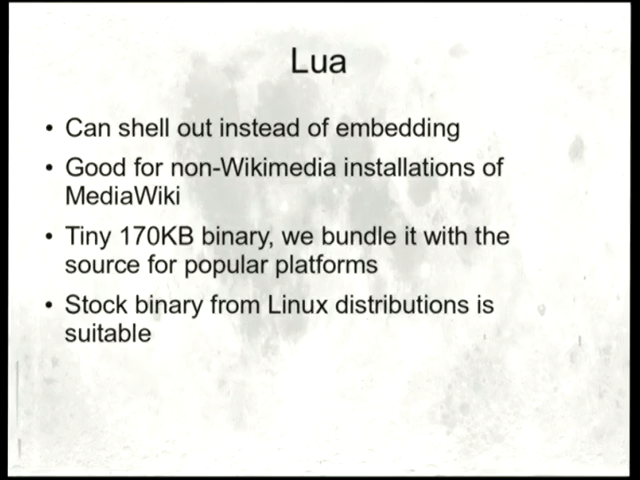 Lua
• Can shell out instead of embedding
• Good for non-Wikimedia installations of
MediaWiki
• Tiny 170KB binary, we bundle it with the
source for popular platforms
• Stock binary from Linux distributions is
suitable